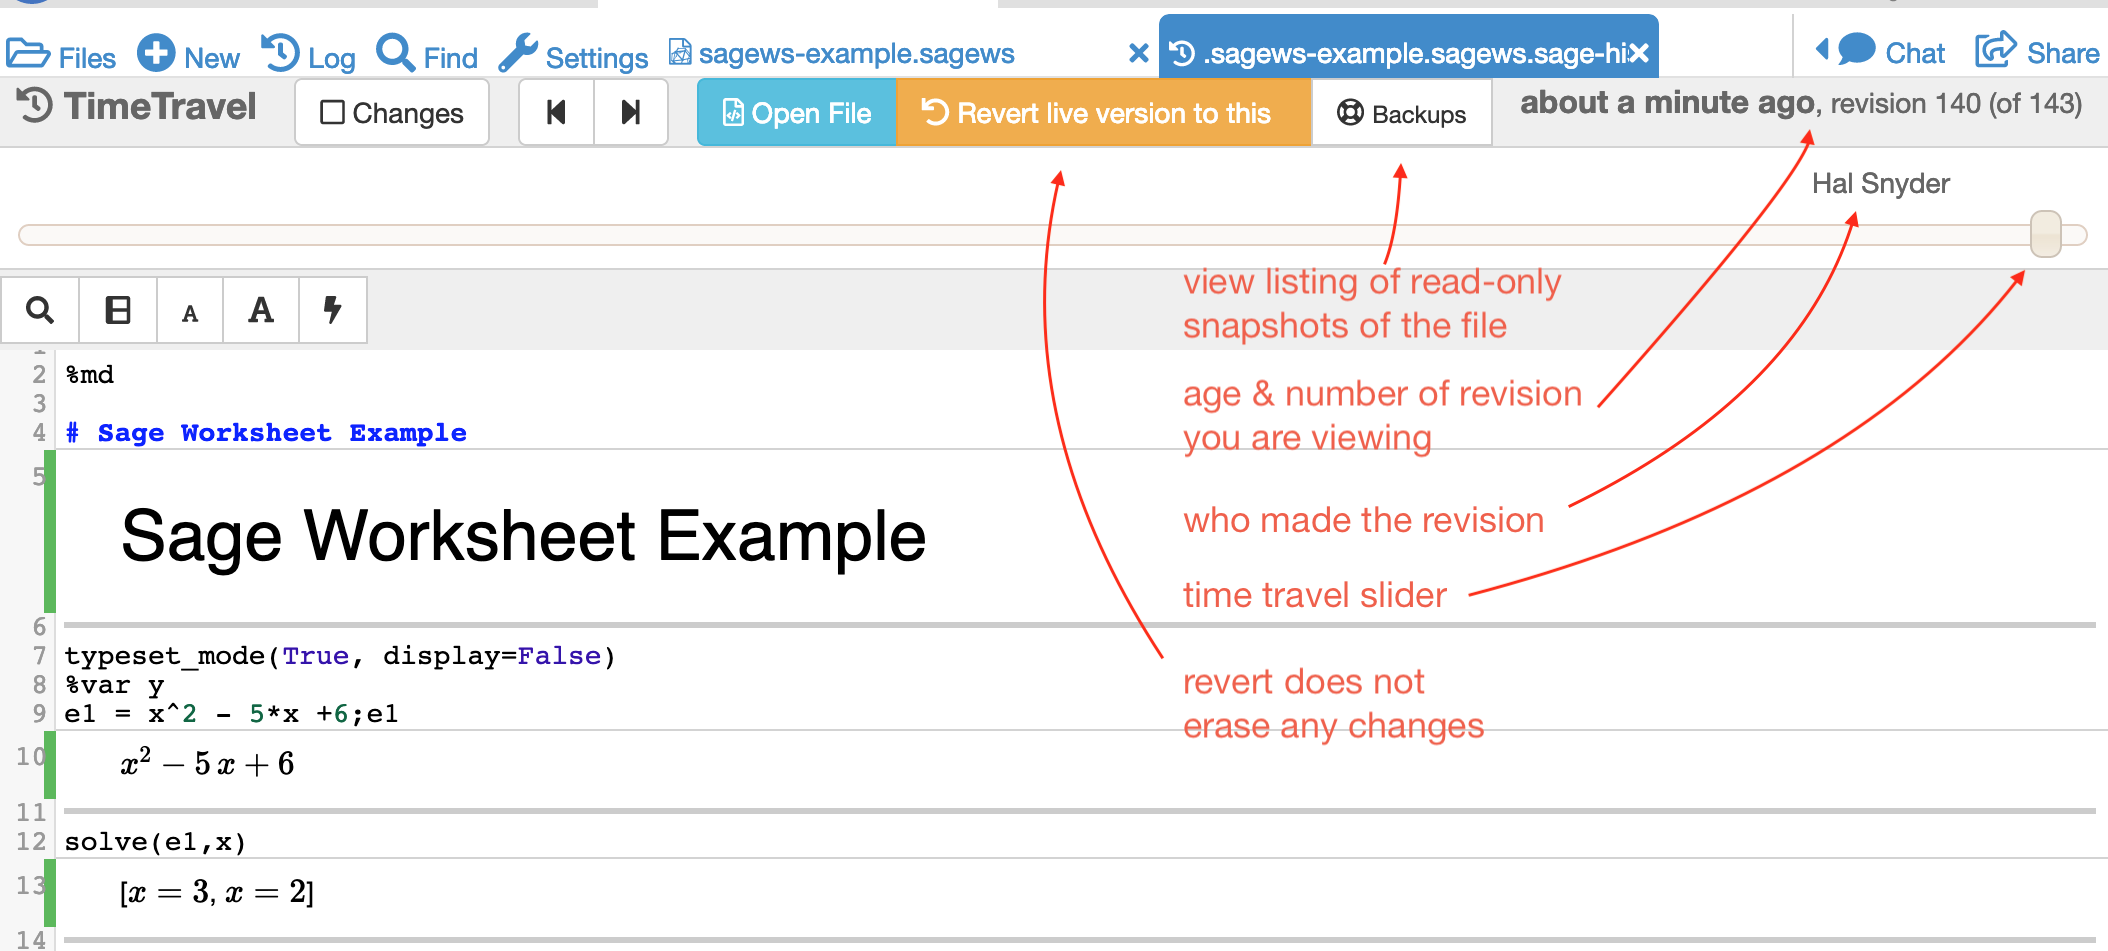 Files New Log Find Settings sagews-example.sagews .sagews-example.sagews.sage-hi Chat Share
TimeTravel Changes Open File Revert live version to this Backups about a minute ago, revision 140 (of 143)
Hal Snyder
view listing of read-only
snapshots of the file
A A
1
2 %md
age & number of revision
3
4 # Sage Worksheet Example
you are viewing
5
Sage Worksheet Example
who made the revision
time travel slider
6
7 typeset_mode(True, display=False)
8 %var y
revert does not
9 e1 = x^2 - 5*x +6;e1
erase any changes
10 x² − 5 x + 6
11
12 solve(e1,x)
13 [x = 3, x = 2]
14